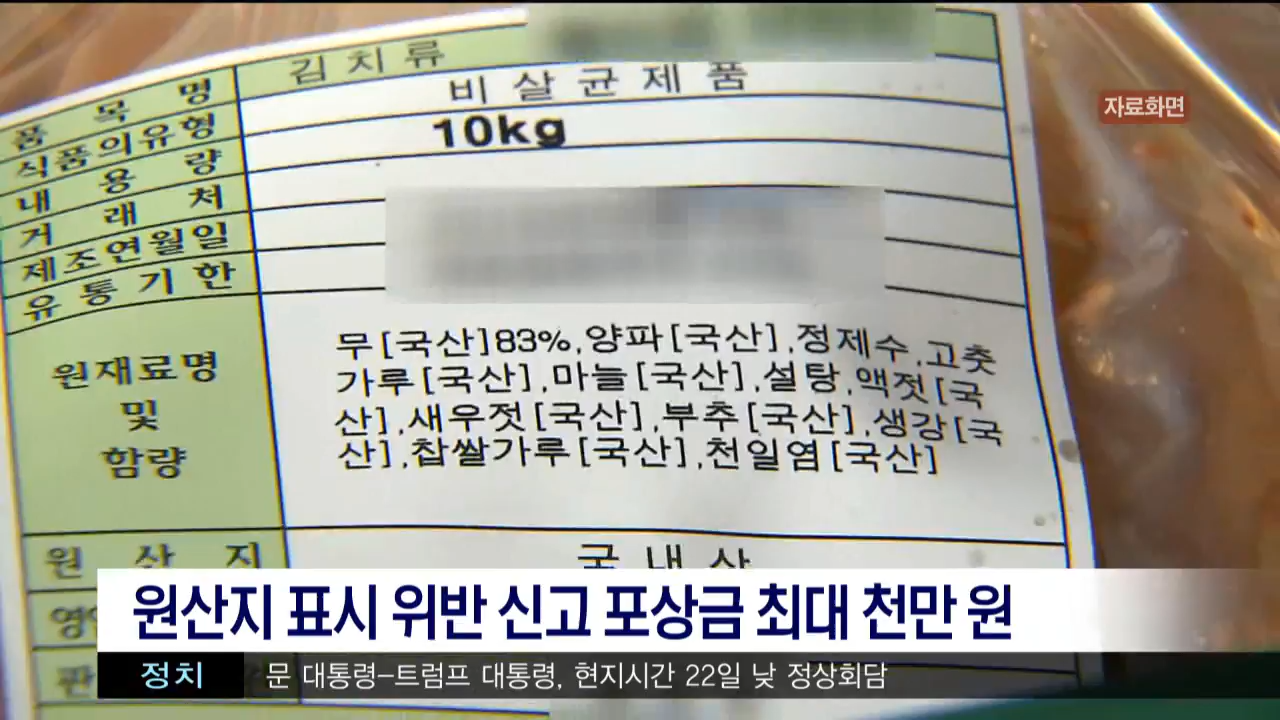 김치류
품목명
비살균제품
자료화면
식품의유형
10kg
내용량
거래처
제조연월일
유통기한
원재료명
및
함량
무[국산]83%,양파[국산],정제수,고춧
가루[국산],마늘[국산],설탕,액젓[국
산],새우젓[국산],부추[국산],생강[국
산],찹쌀가루[국산],천일염[국산]
원산지
국내산
원산지 표시 위반 신고 포상금 최대 천만 원
정치
문 대통령-트럼프 대통령, 현지시간 22일 낮 정상회담